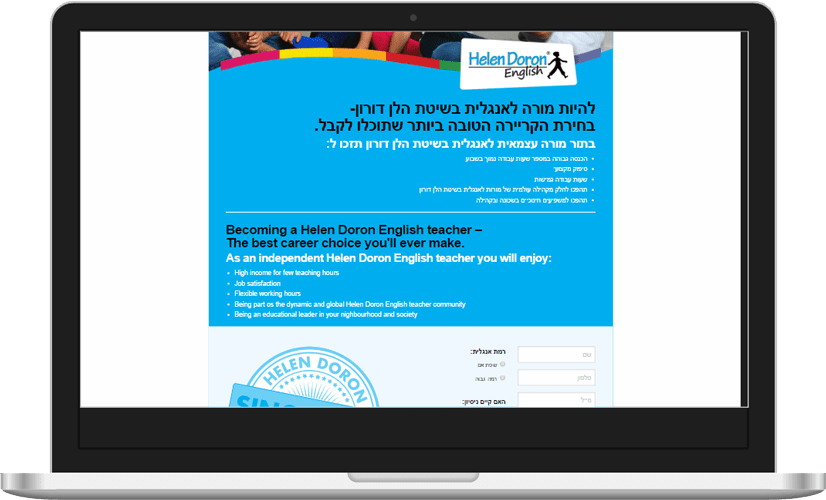 Helen Doron®
English
להיות מורה לאנגלית בשיטת הלן דורון-
בחירת הקריירה הטובה ביותר שתוכלו לקבל.
בתור מורה עצמאית לאנגלית בשיטת הלן דורון תזכו ל:
• הכנסה גבוהה במספר שעות עבודה נמוך בשבוע
• סיפוק מקצועי
• שעות עבודה גמישות
• תהפכו לחלק מקהילה עולמית של מורות לאנגלית בשיטת הלן דורון
• תהפכו למשפיעים חינוכיים בשכונה ובקהילה
Becoming a Helen Doron English teacher –
The best career choice you'll ever make.
As an independent Helen Doron English teacher you will enjoy:
• High income for few teaching hours
• Job satisfaction
• Flexible working hours
• Being part os the dynamic and global Helen Doron English teacher community
• Being an educational leader in your nighbourhood and society
HELEN DORON
שם
רמת אנגלית:
שפת אם
טלפון
רמה גבוה
מייל
האם קיים ניסיון: